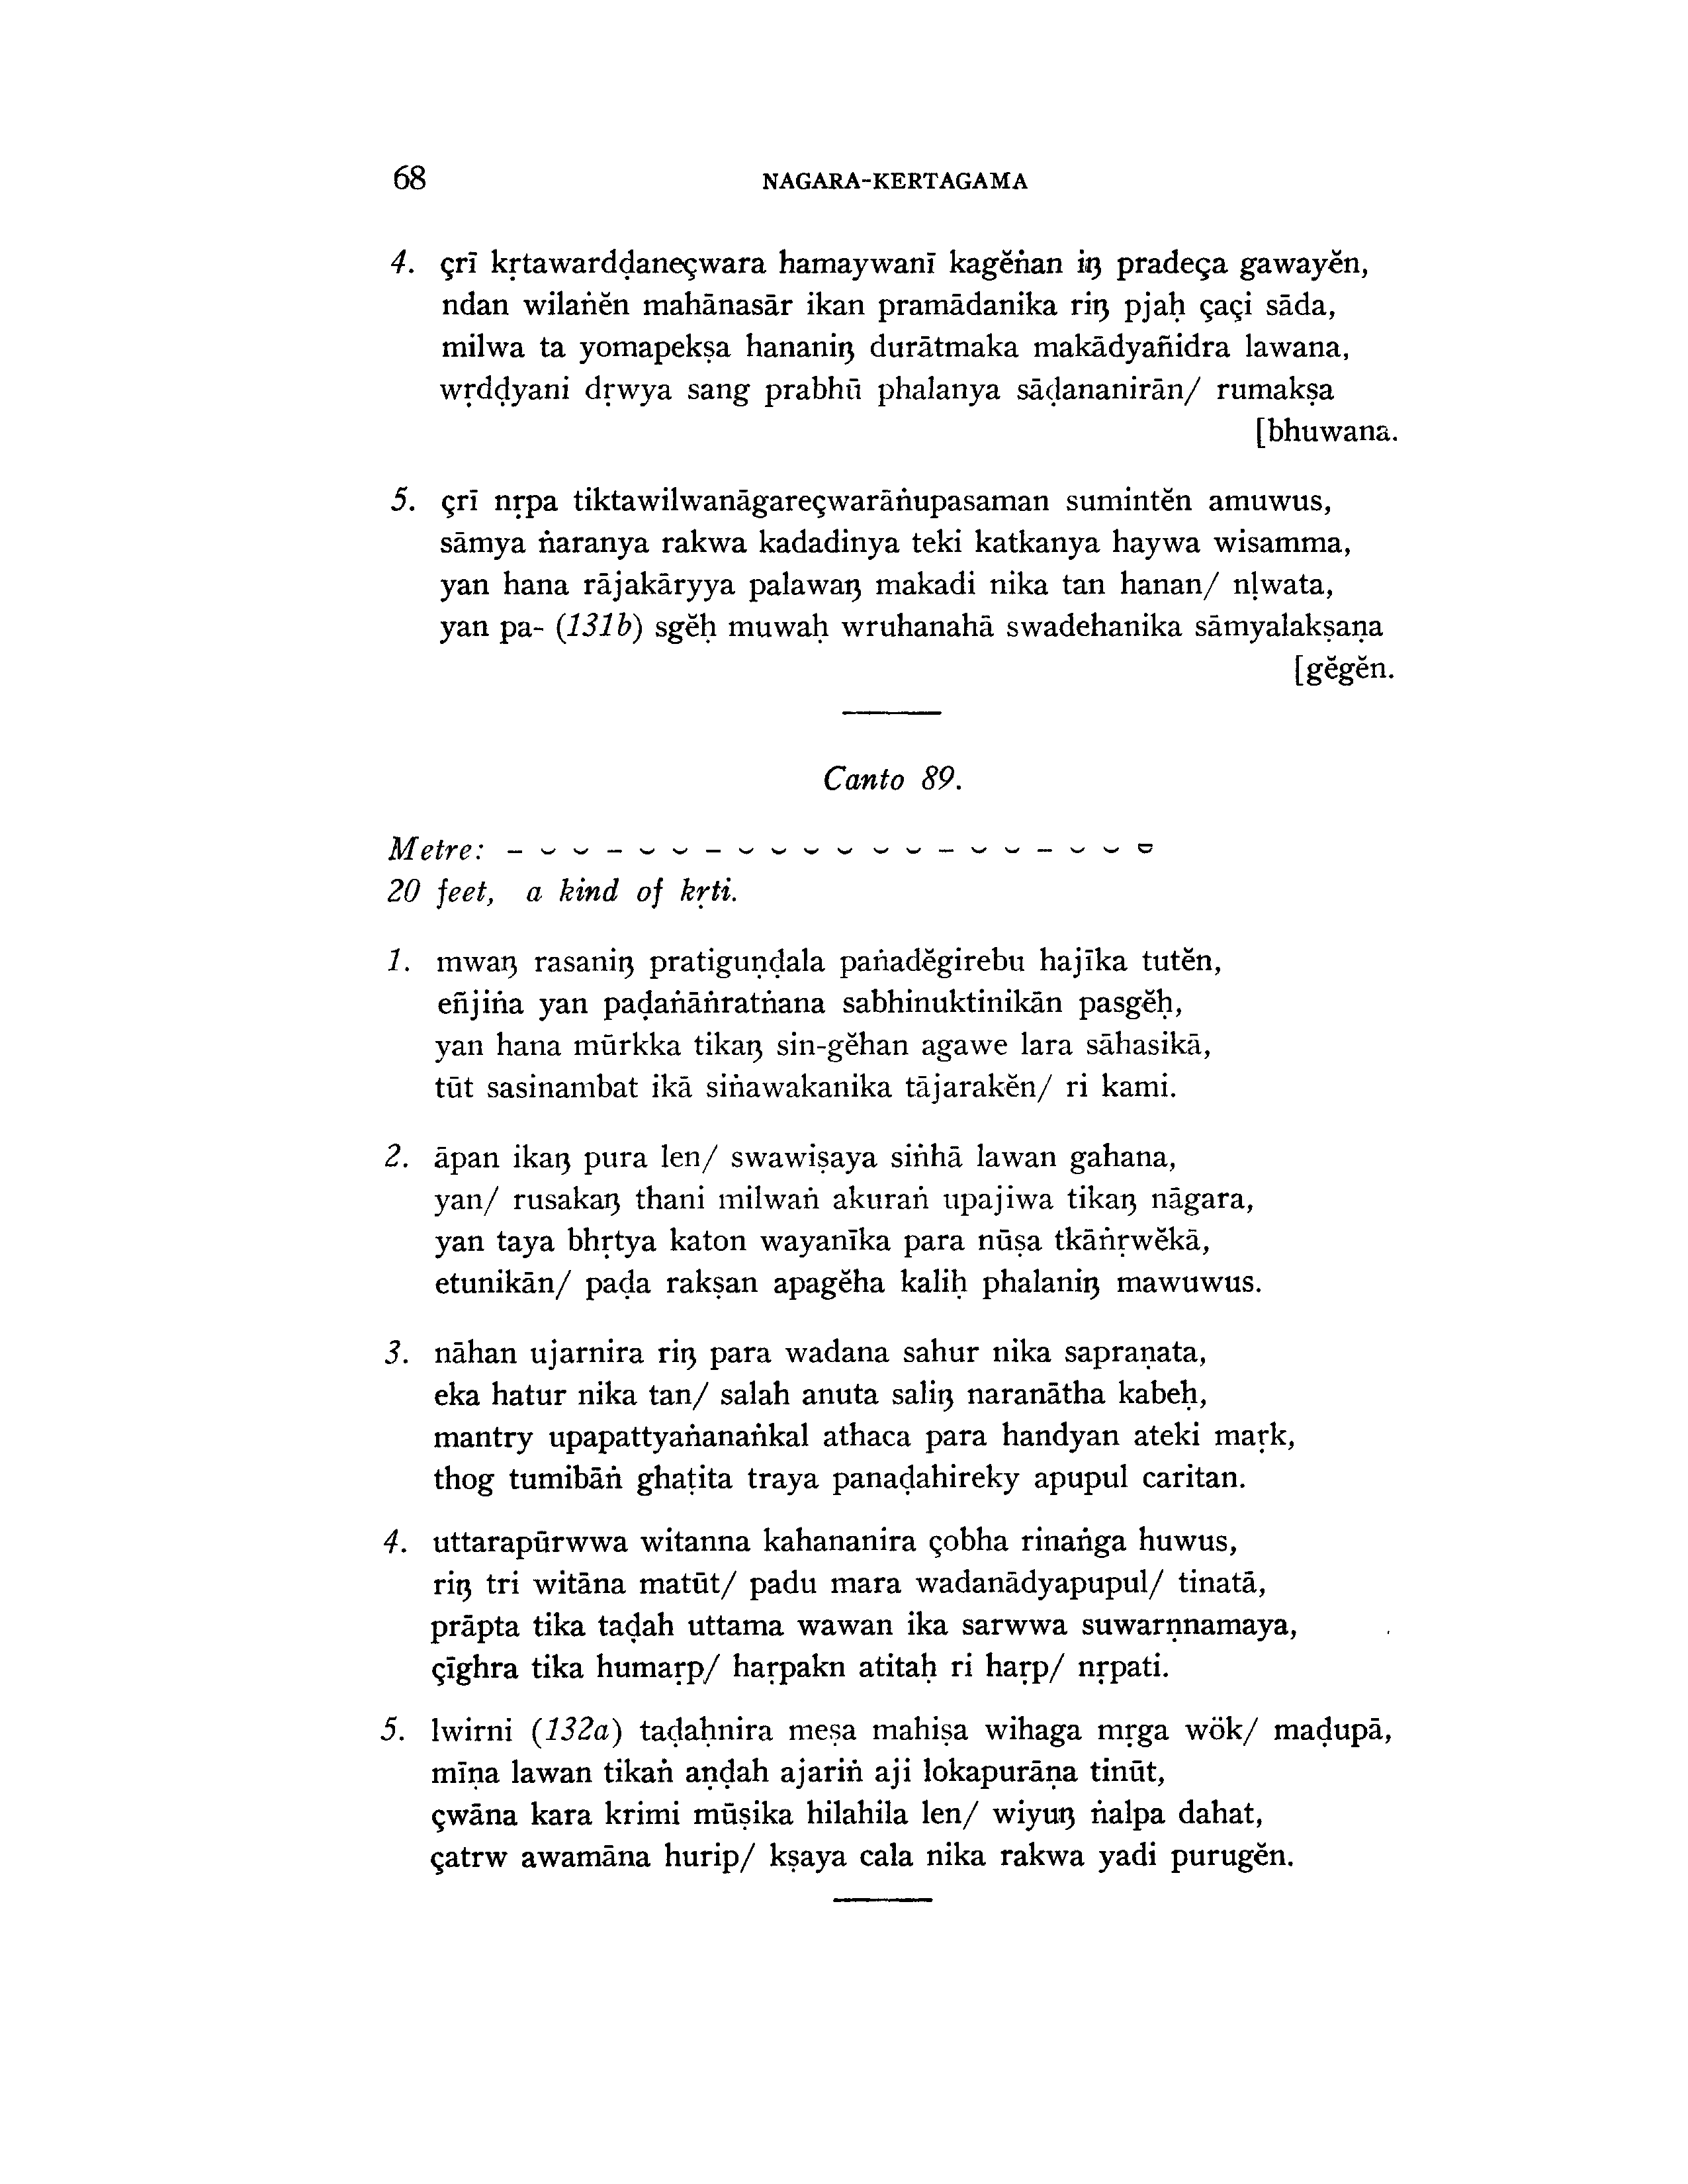 68 NAGARA-KERTAGAMA
4. çrī kṛtawarddaneçwara hamaywanī kagĕṅan iŋ pradeça gawayĕn,
ndan wilaṅĕn mahānasār ikan pramādanika riŋ pjaḥ çaçi sāda,
milwa ta yomapekṣa hananiŋ durātmaka makādyañidra lawana,
wṛdḍyani dṛwya sang prabhū phalanya sāḍananirān/ rumakṣa
[bhuwana.
5. çrī nṛpa tiktawilwanāgareçwarāṅupasaman sumintĕn amuwus,
sāmya ṅaranya rakwa kadadinya teki katkanya haywa wisamma,
yan hana rājakāryya palawaŋ makadi nika tan hanan/ nḷwata,
yan pa- (131b) sgĕḥ muwaḥ wruhanahā swadehanika sāmyalakṣaṇa
[gĕgĕn.
Canto 89.
Metre: – ⏑ ⏑ – ⏑ ⏑ – ⏑ ⏑ ⏑ ⏑ ⏑ ⏑ – ⏑ ⏑ – ⏑ ⏑ ⏓
20 feet, a kind of kṛti.
1. mwaŋ rasaniŋ pratiguṇḍala paṅadĕgirebu hajīka tutĕn,
eñjiṅa yan paḍaṅāṅratṅana sabhinuktinikān pasgĕḥ,
yan hana mūrkka tikaŋ sin-gĕhan agawe lara sāhasikā,
tūt sasinambat ikā siṅawakanika tājarakĕn/ ri kami.
2. āpan ikaŋ pura len/ swawiṣaya siṅhā lawan gahana,
yan/ rusakaŋ thani milwaṅ akuraṅ upajiwa tikaŋ nāgara,
yan taya bhṛtya katon wayanīka para nūṣa tkāṅṛwĕkā,
etunikān/ paḍa rakṣan apagĕha kaliḥ phalaniŋ mawuwus.
3. nāhan ujarnira riŋ para wadana sahur nika sapraṇata,
eka hatur nika tan/ salah anuta saliŋ naranātha kabeḥ,
mantry upapattyaṅanaṅkal athaca para handyan ateki maṛk,
thog tumibāṅ ghaṭita traya panaḍahireky apupul caritan.
4. uttarapūrwwa witanna kahananira çobha rinaṅga huwus,
riŋ tri witāna matūt/ padu mara wadanādyapupul/ tinatā,
prāpta tika taḍah uttama wawan ika sarwwa suwarṇnamaya,
çīghra tika humaṛp/ haṛpakn atitaḥ ri haṛp/ nṛpati.
5. lwirni (132a) taḍaḥnira meṣa mahiṣa wihaga mṛga wök/ maḍupā,
mīṇa lawan tikaṅ aṇḍah ajariṅ aji lokapurāṇa tinūt,
çwāna kara krimi mūṣika hilahila len/ wiyuŋ ṅalpa dahat,
çatrw awamāna hurip/ kṣaya cala nika rakwa yadi purugĕn.